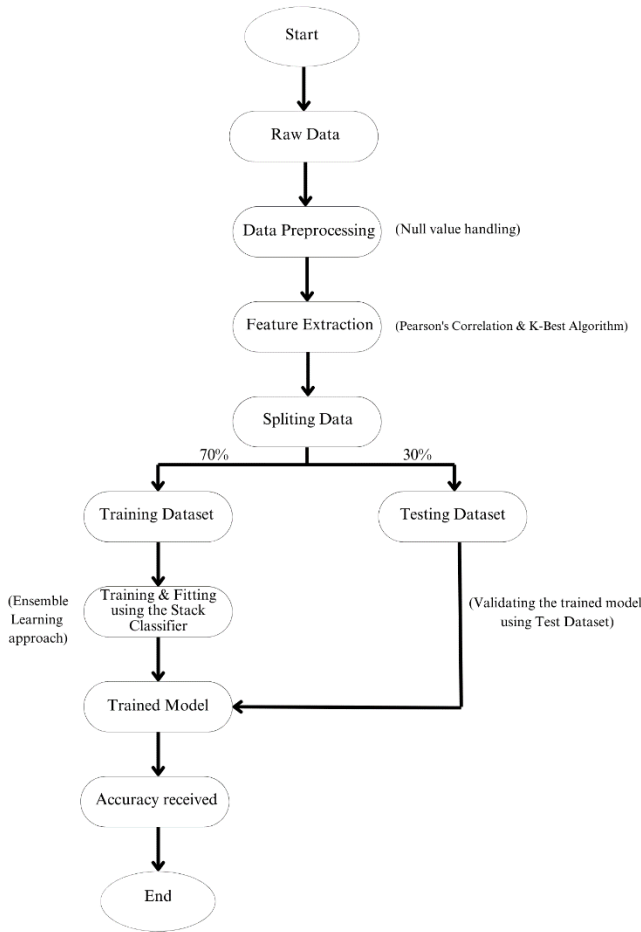 Start
Raw Data
Data Preprocessing
(Null value handling)
Feature Extraction
(Pearson's Correlation & K-Best Algorithm)
Spliting Data
70%
30%
Training Dataset
Testing Dataset
(Ensemble
Learning
approach)
Training & Fitting
using the Stack
Classifier
(Validating the trained model
using Test Dataset)
Trained Model
Accuracy received
End